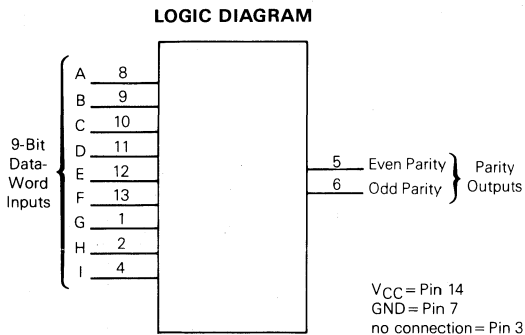 LOGIC DIAGRAM
A 8
B 9
C 10
D 11
E 12
F 13
G 1
H 2
I 4
9-Bit
Data-
Word
Inputs
5 Even Parity
6 Odd Parity
Parity
Outputs
VCC = Pin 14
GND = Pin 7
no connection = Pin 3